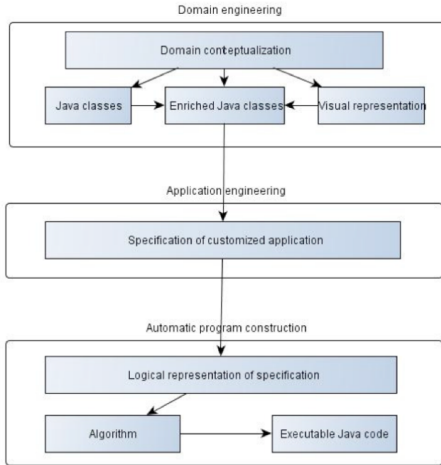 Domain engineering
Domain conteptualization
Java classes
Enriched Java classes
Visual representation
Application engineering
Specification of customized application
Automatic program construction
Logical representation of specification
Algorithm
Executable Java code